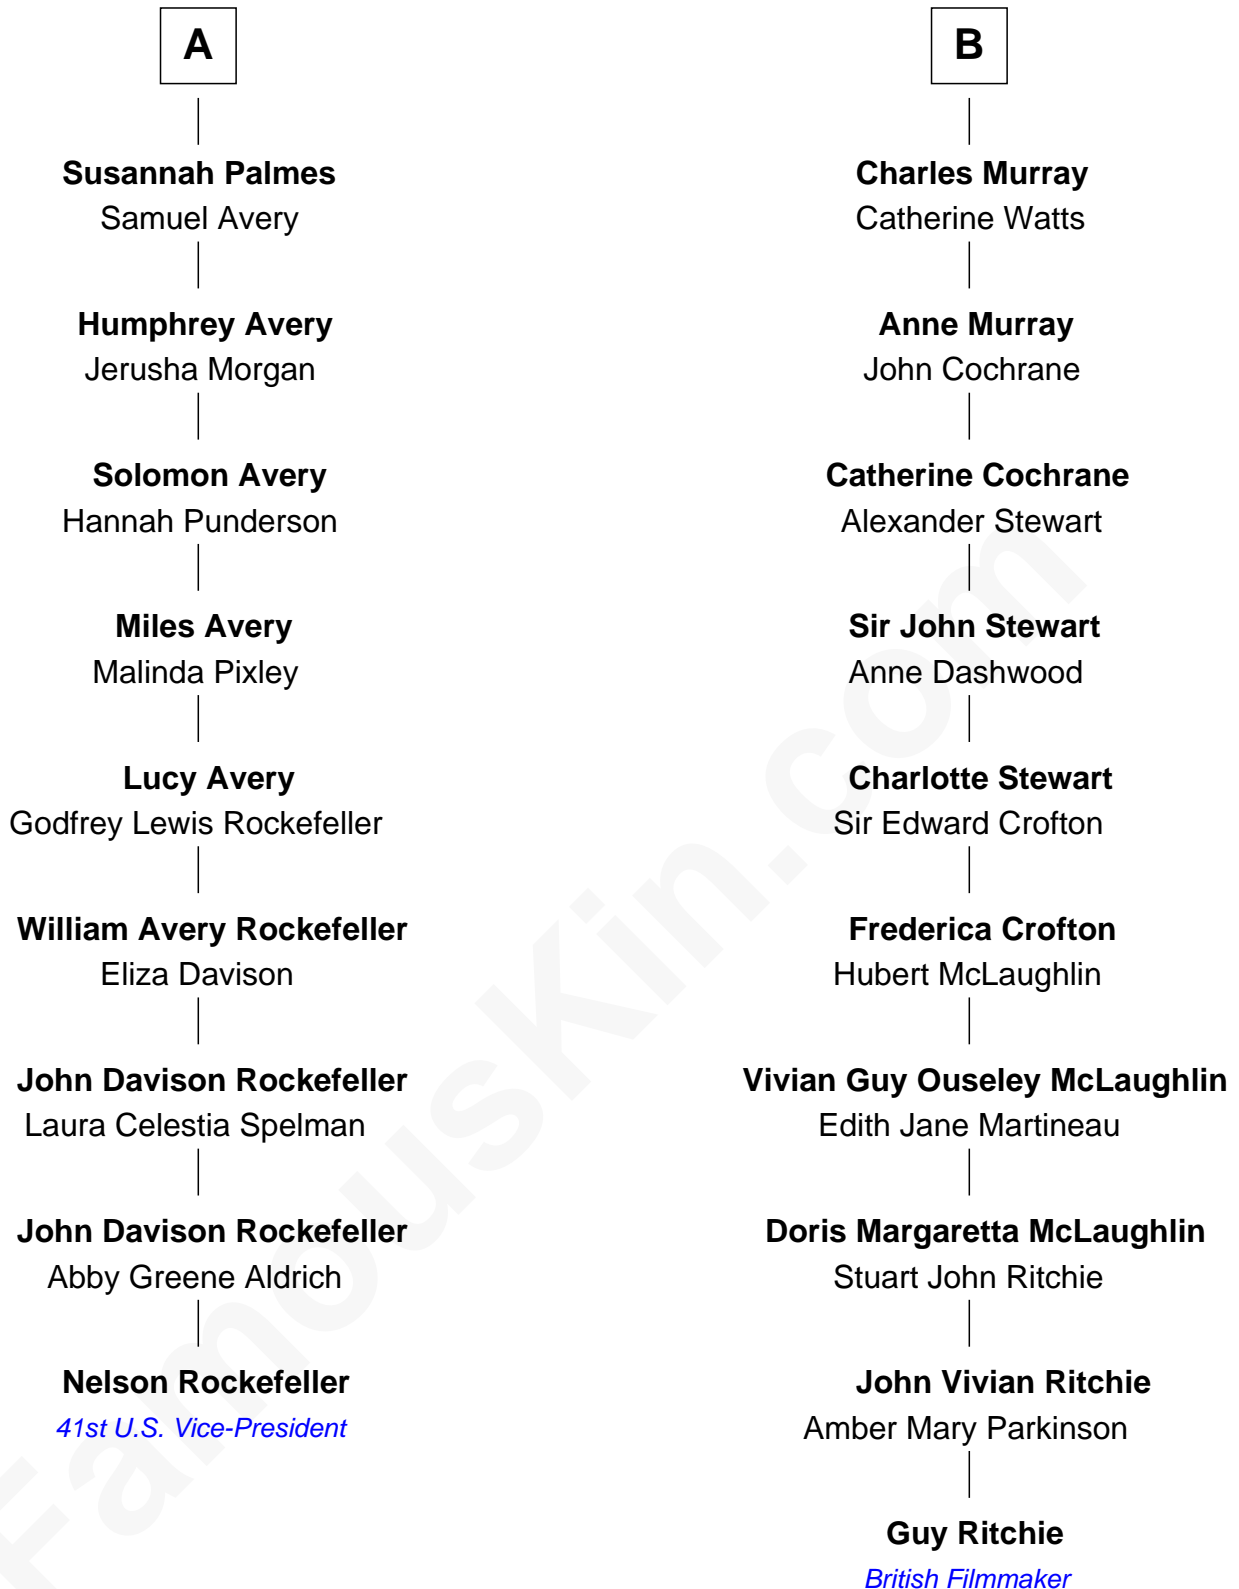 A
Susannah Palmes
Samuel Avery
Humphrey Avery
Jerusha Morgan
Solomon Avery
Hannah Punderson
Miles Avery
Malinda Pixley
Lucy Avery
Godfrey Lewis Rockefeller
William Avery Rockefeller
Eliza Davison
John Davison Rockefeller
Laura Celestia Spelman
John Davison Rockefeller
Abby Greene Aldrich
Nelson Rockefeller
41st U.S. Vice-President
B
Charles Murray
Catherine Watts
Anne Murray
John Cochrane
Catherine Cochrane
Alexander Stewart
Sir John Stewart
Anne Dashwood
Charlotte Stewart
Sir Edward Crofton
Frederica Crofton
Hubert McLaughlin
Vivian Guy Ouseley McLaughlin
Edith Jane Martineau
Doris Margaretta McLaughlin
Stuart John Ritchie
John Vivian Ritchie
Amber Mary Parkinson
Guy Ritchie
British Filmmaker
FamousKin.com